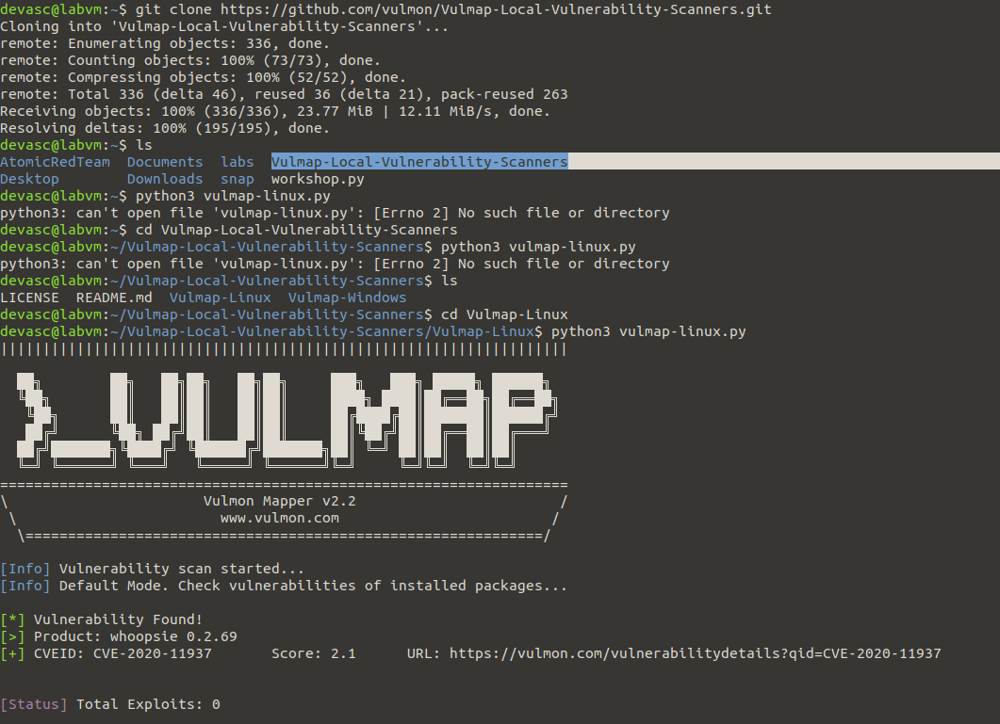 devasc@labvm:~$ git clone https://github.com/vulmon/Vulmap-Local-Vulnerability-Scanners.git
Cloning into 'Vulmap-Local-Vulnerability-Scanners'...
remote: Enumerating objects: 336, done.
remote: Counting objects: 100% (73/73), done.
remote: Compressing objects: 100% (52/52), done.
remote: Total 336 (delta 46), reused 36 (delta 21), pack-reused 263
Receiving objects: 100% (336/336), 23.77 MiB | 12.11 MiB/s, done.
Resolving deltas: 100% (195/195), done.
devasc@labvm:~$ ls
AtomicRedTeam  Documents  labs  Vulmap-Local-Vulnerability-Scanners
Desktop        Downloads  snap  workshop.py
devasc@labvm:~$ python3 vulmap-linux.py
python3: can't open file 'vulmap-linux.py': [Errno 2] No such file or directory
devasc@labvm:~$ cd Vulmap-Local-Vulnerability-Scanners
devasc@labvm:~/Vulmap-Local-Vulnerability-Scanners$ python3 vulmap-linux.py
python3: can't open file 'vulmap-linux.py': [Errno 2] No such file or directory
devasc@labvm:~/Vulmap-Local-Vulnerability-Scanners$ ls
LICENSE  README.md  Vulmap-Linux  Vulmap-Windows
devasc@labvm:~/Vulmap-Local-Vulnerability-Scanners$ cd Vulmap-Linux
devasc@labvm:~/Vulmap-Local-Vulnerability-Scanners/Vulmap-Linux$ python3 vulmap-linux.py
|||||||||||||||||||||||||||||||||||||||||||||||||||||||||||||||||||
>_VULMAP
===================================================================
\                       Vulmon Mapper v2.2                        /
 \                        www.vulmon.com                         /
  \=============================================================/
[Info] Vulnerability scan started...
[Info] Default Mode. Check vulnerabilities of installed packages...
[*] Vulnerability Found!
[>] Product: whoopsie 0.2.69
[+] CVEID: CVE-2020-11937       Score: 2.1      URL: https://vulmon.com/vulnerabilitydetails?qid=CVE-2020-11937
[Status] Total Exploits: 0